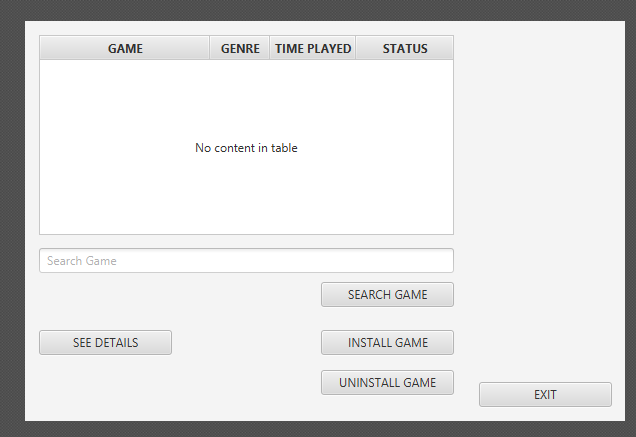 GAME GENRE TIME PLAYED STATUS
No content in table
Search Game
SEARCH GAME
SEE DETAILS INSTALL GAME
UNINSTALL GAME
EXIT